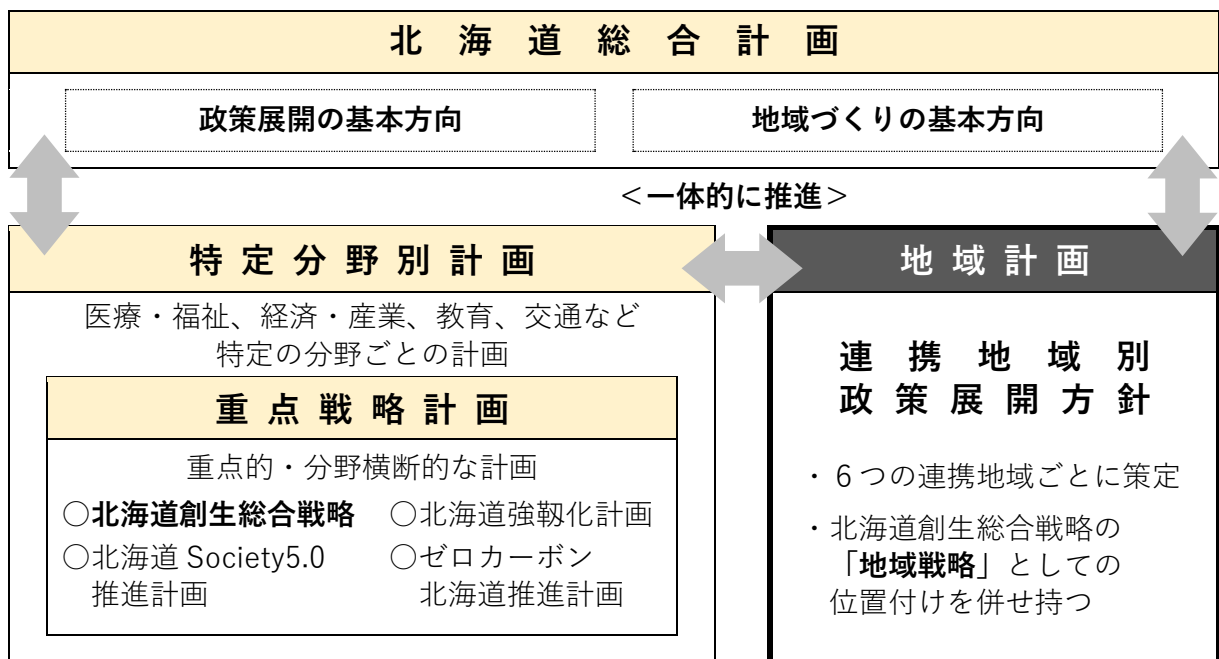 北海道総合計画
政策展開の基本方向
地域づくりの基本方向
＜一体的に推進＞
特定分野別計画
医療・福祉、経済・産業、教育、交通など
特定の分野ごとの計画
重点戦略計画
重点的・分野横断的な計画
○北海道創生総合戦略
○北海道強靱化計画
○北海道 Society5.0
推進計画
○ゼロカーボン
北海道推進計画
地域計画
連携地域別
政策展開方針
・６つの連携地域ごとに策定
・北海道創生総合戦略の
「地域戦略」としての
位置付けを併せ持つ